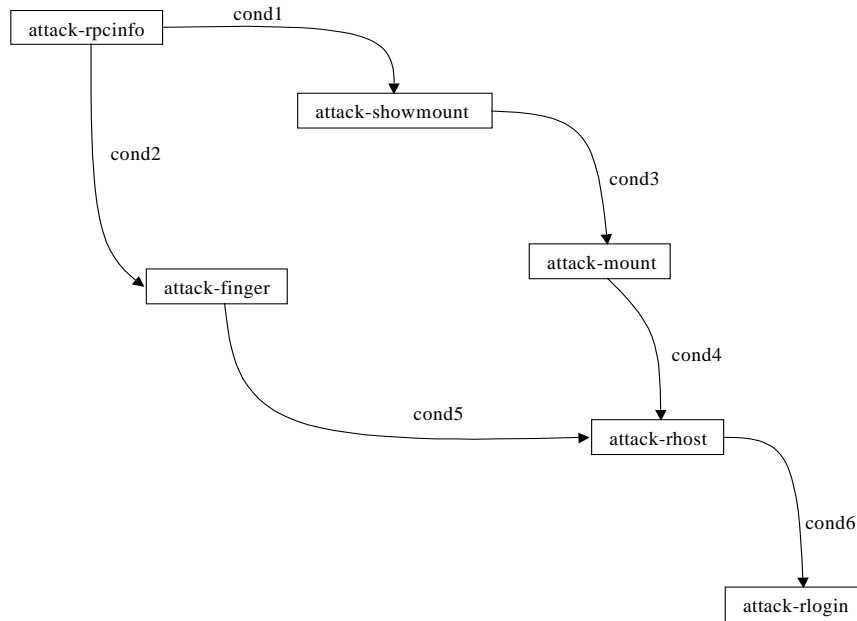 cond1
attack-rpcinfo
attack-showmount
cond2
cond3
attack-mount
attack-finger
cond4
cond5
attack-rhost
cond6
attack-rlogin